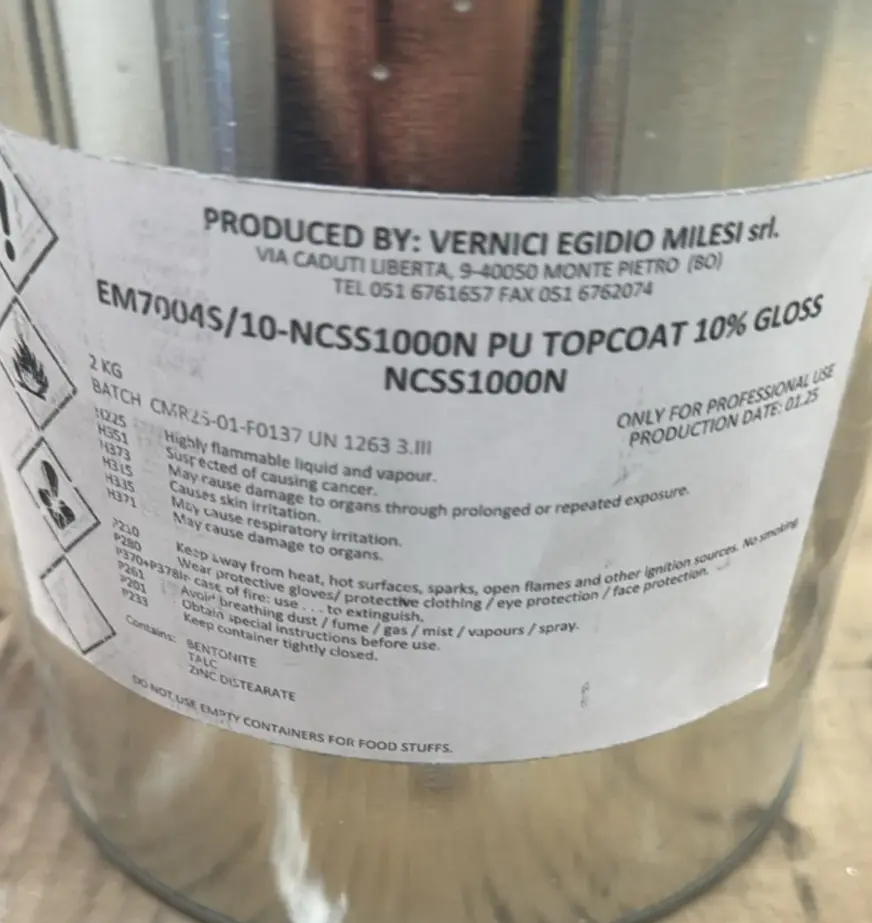 PRODUCED BY: VERNICI EGIDIO MILESI srl.
VIA CADUTI LIBERTA, 9-40050 MONTE PIETRO (BO)
TEL 051 6761657 FAX 051 6762074
EM7004S/10-NCSS1000N PU TOPCOAT 10% GLOSS
NCSS1000N
2 KG
BATCH CMR25-01-F0137 UN 1263 3.III
ONLY FOR PROFESSIONAL USE
PRODUCTION DATE: 01.25
H225 Highly flammable liquid and vapour.
H351 Suspected of causing cancer.
H373 May cause damage to organs through prolonged or repeated exposure.
H315 Causes skin irritation.
H335 May cause respiratory irritation.
H371 May cause damage to organs.
P210 Keep away from heat, hot surfaces, sparks, open flames and other ignition sources. No smoking
P280 Wear protective gloves/ protective clothing / eye protection / face protection.
P370+P378 In case of fire: use . . . to extinguish.
P261 Avoid breathing dust / fume / gas / mist / vapours / spray.
P201 Obtain special instructions before use.
P233 Keep container tightly closed.
Contains: BENTONITE
TALC
ZINC DISTEARATE
DO NOT USE EMPTY CONTAINERS FOR FOOD STUFFS.